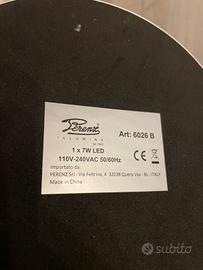 Perenz
ILLUMINA
Art: 6026 B
1 x 7W LED
110V-240VAC 50/60Hz
Importato da:
PERENZ Srl - Via Feltrina, 4 32038 Quero Vas - BL - ITALY
Made in China
CE
subito